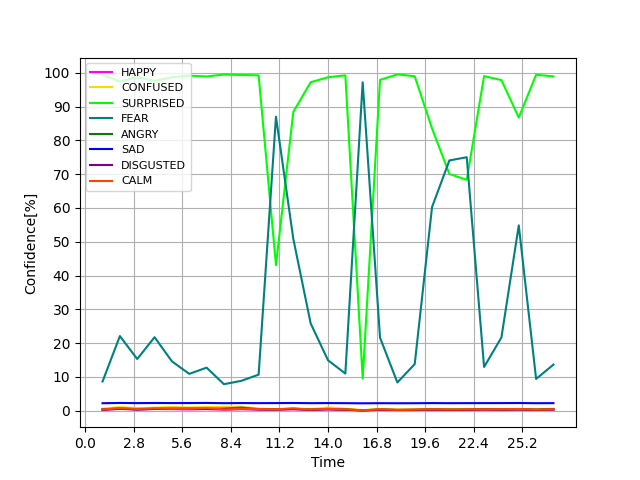 HAPPY
CONFUSED
SURPRISED
FEAR
ANGRY
SAD
DISGUSTED
CALM
Confidence[%]
100
90
80
70
60
50
40
30
20
10
0
0.0 2.8 5.6 8.4 11.2 14.0 16.8 19.6 22.4 25.2
Time